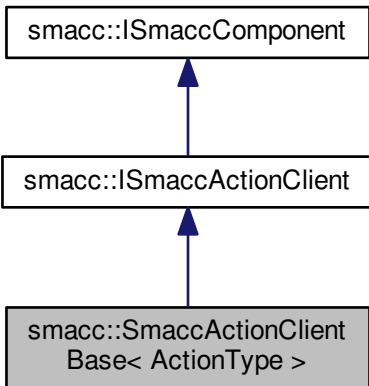 smacc::ISmaccComponent
smacc::ISmaccActionClient
smacc::SmaccActionClient
Base< ActionType >